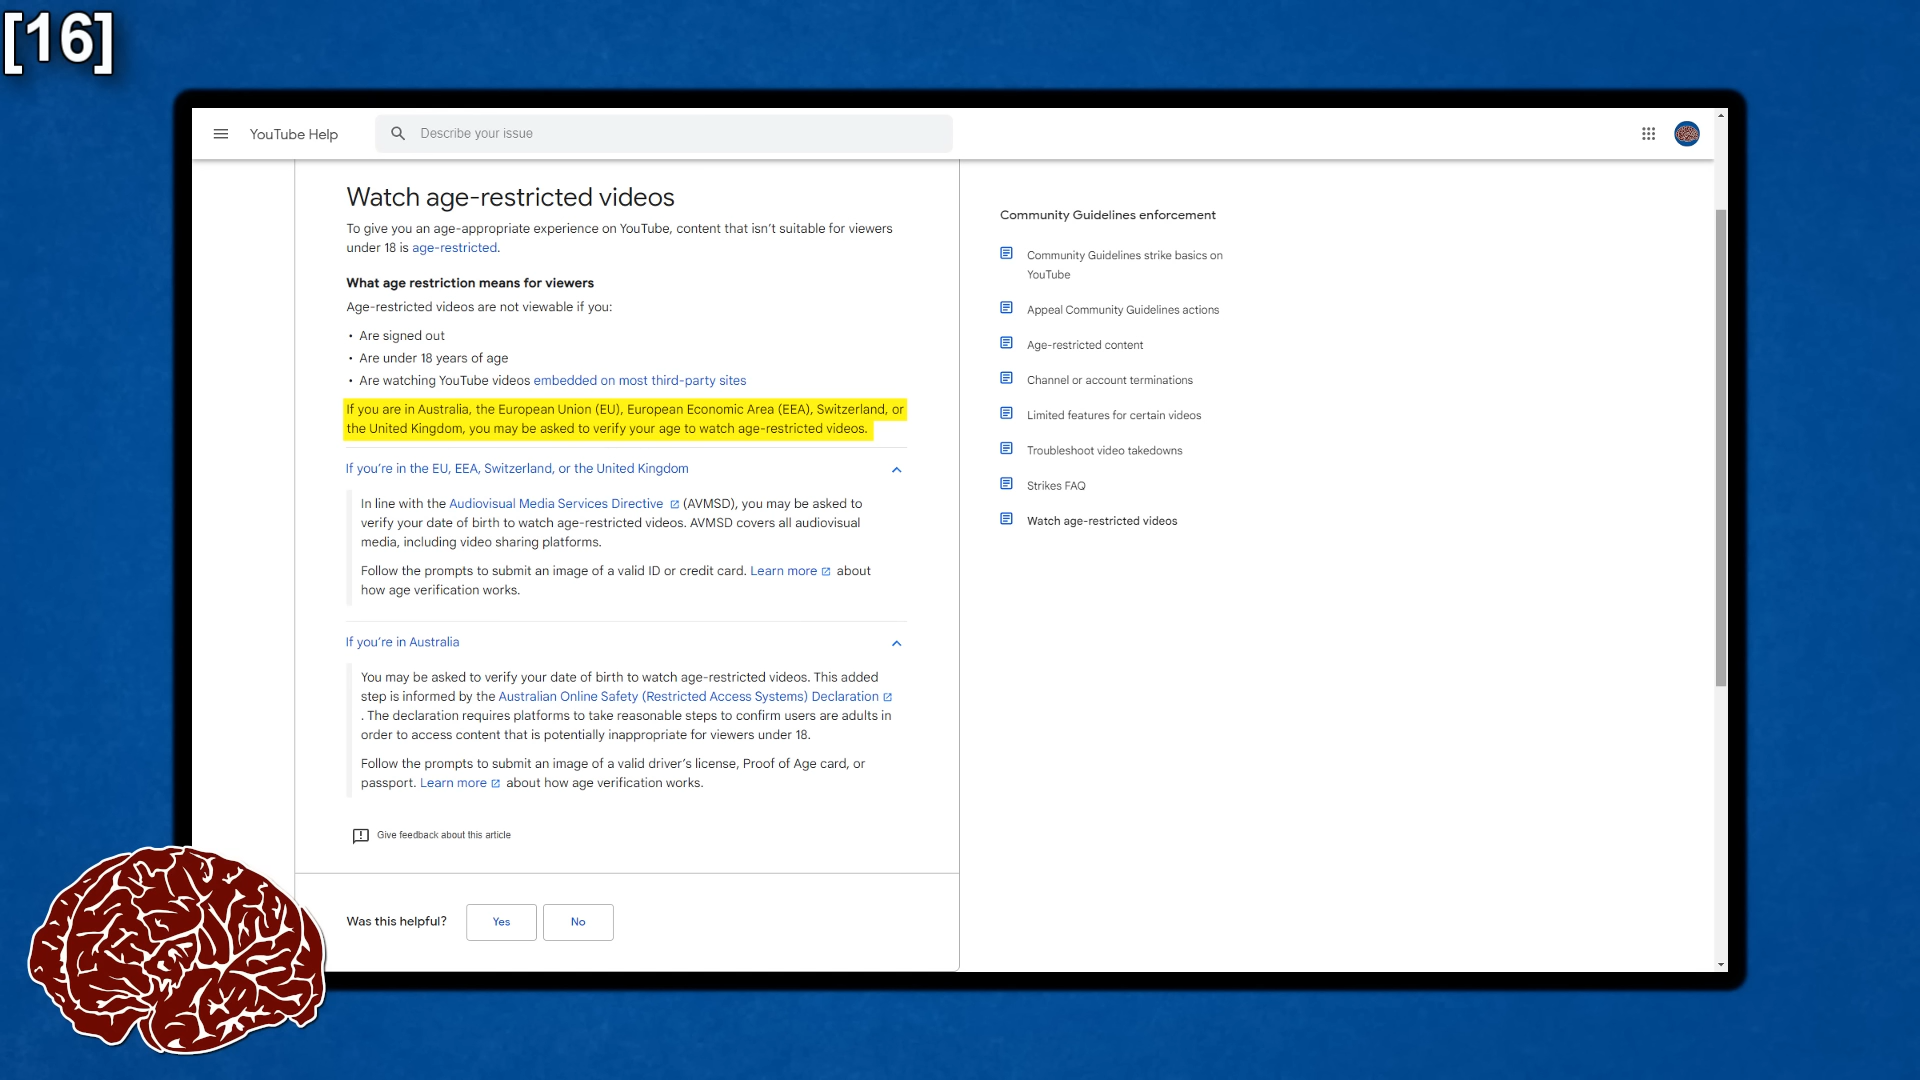 [16]
YouTube Help
Describe your issue
Watch age-restricted videos
To give you an age-appropriate experience on YouTube, content that isn’t suitable for viewers
under 18 is age-restricted.
What age restriction means for viewers
Age-restricted videos are not viewable if you:
• Are signed out
• Are under 18 years of age
• Are watching YouTube videos embedded on most third-party sites
If you are in Australia, the European Union (EU), European Economic Area (EEA), Switzerland, or
the United Kingdom, you may be asked to verify your age to watch age-restricted videos.
If you’re in the EU, EEA, Switzerland, or the United Kingdom
In line with the Audiovisual Media Services Directive (AVMSD), you may be asked to
verify your date of birth to watch age-restricted videos. AVMSD covers all audiovisual
media, including video sharing platforms.
Follow the prompts to submit an image of a valid ID or credit card. Learn more about
how age verification works.
If you’re in Australia
You may be asked to verify your date of birth to watch age-restricted videos. This added
step is informed by the Australian Online Safety (Restricted Access Systems) Declaration
. The declaration requires platforms to take reasonable steps to confirm users are adults in
order to access content that is potentially inappropriate for viewers under 18.
Follow the prompts to submit an image of a valid driver’s license, Proof of Age card, or
passport. Learn more about how age verification works.
Give feedback about this article
Was this helpful?
Yes
No
Community Guidelines enforcement
Community Guidelines strike basics on
YouTube
Appeal Community Guidelines actions
Age-restricted content
Channel or account terminations
Limited features for certain videos
Troubleshoot video takedowns
Strikes FAQ
Watch age-restricted videos